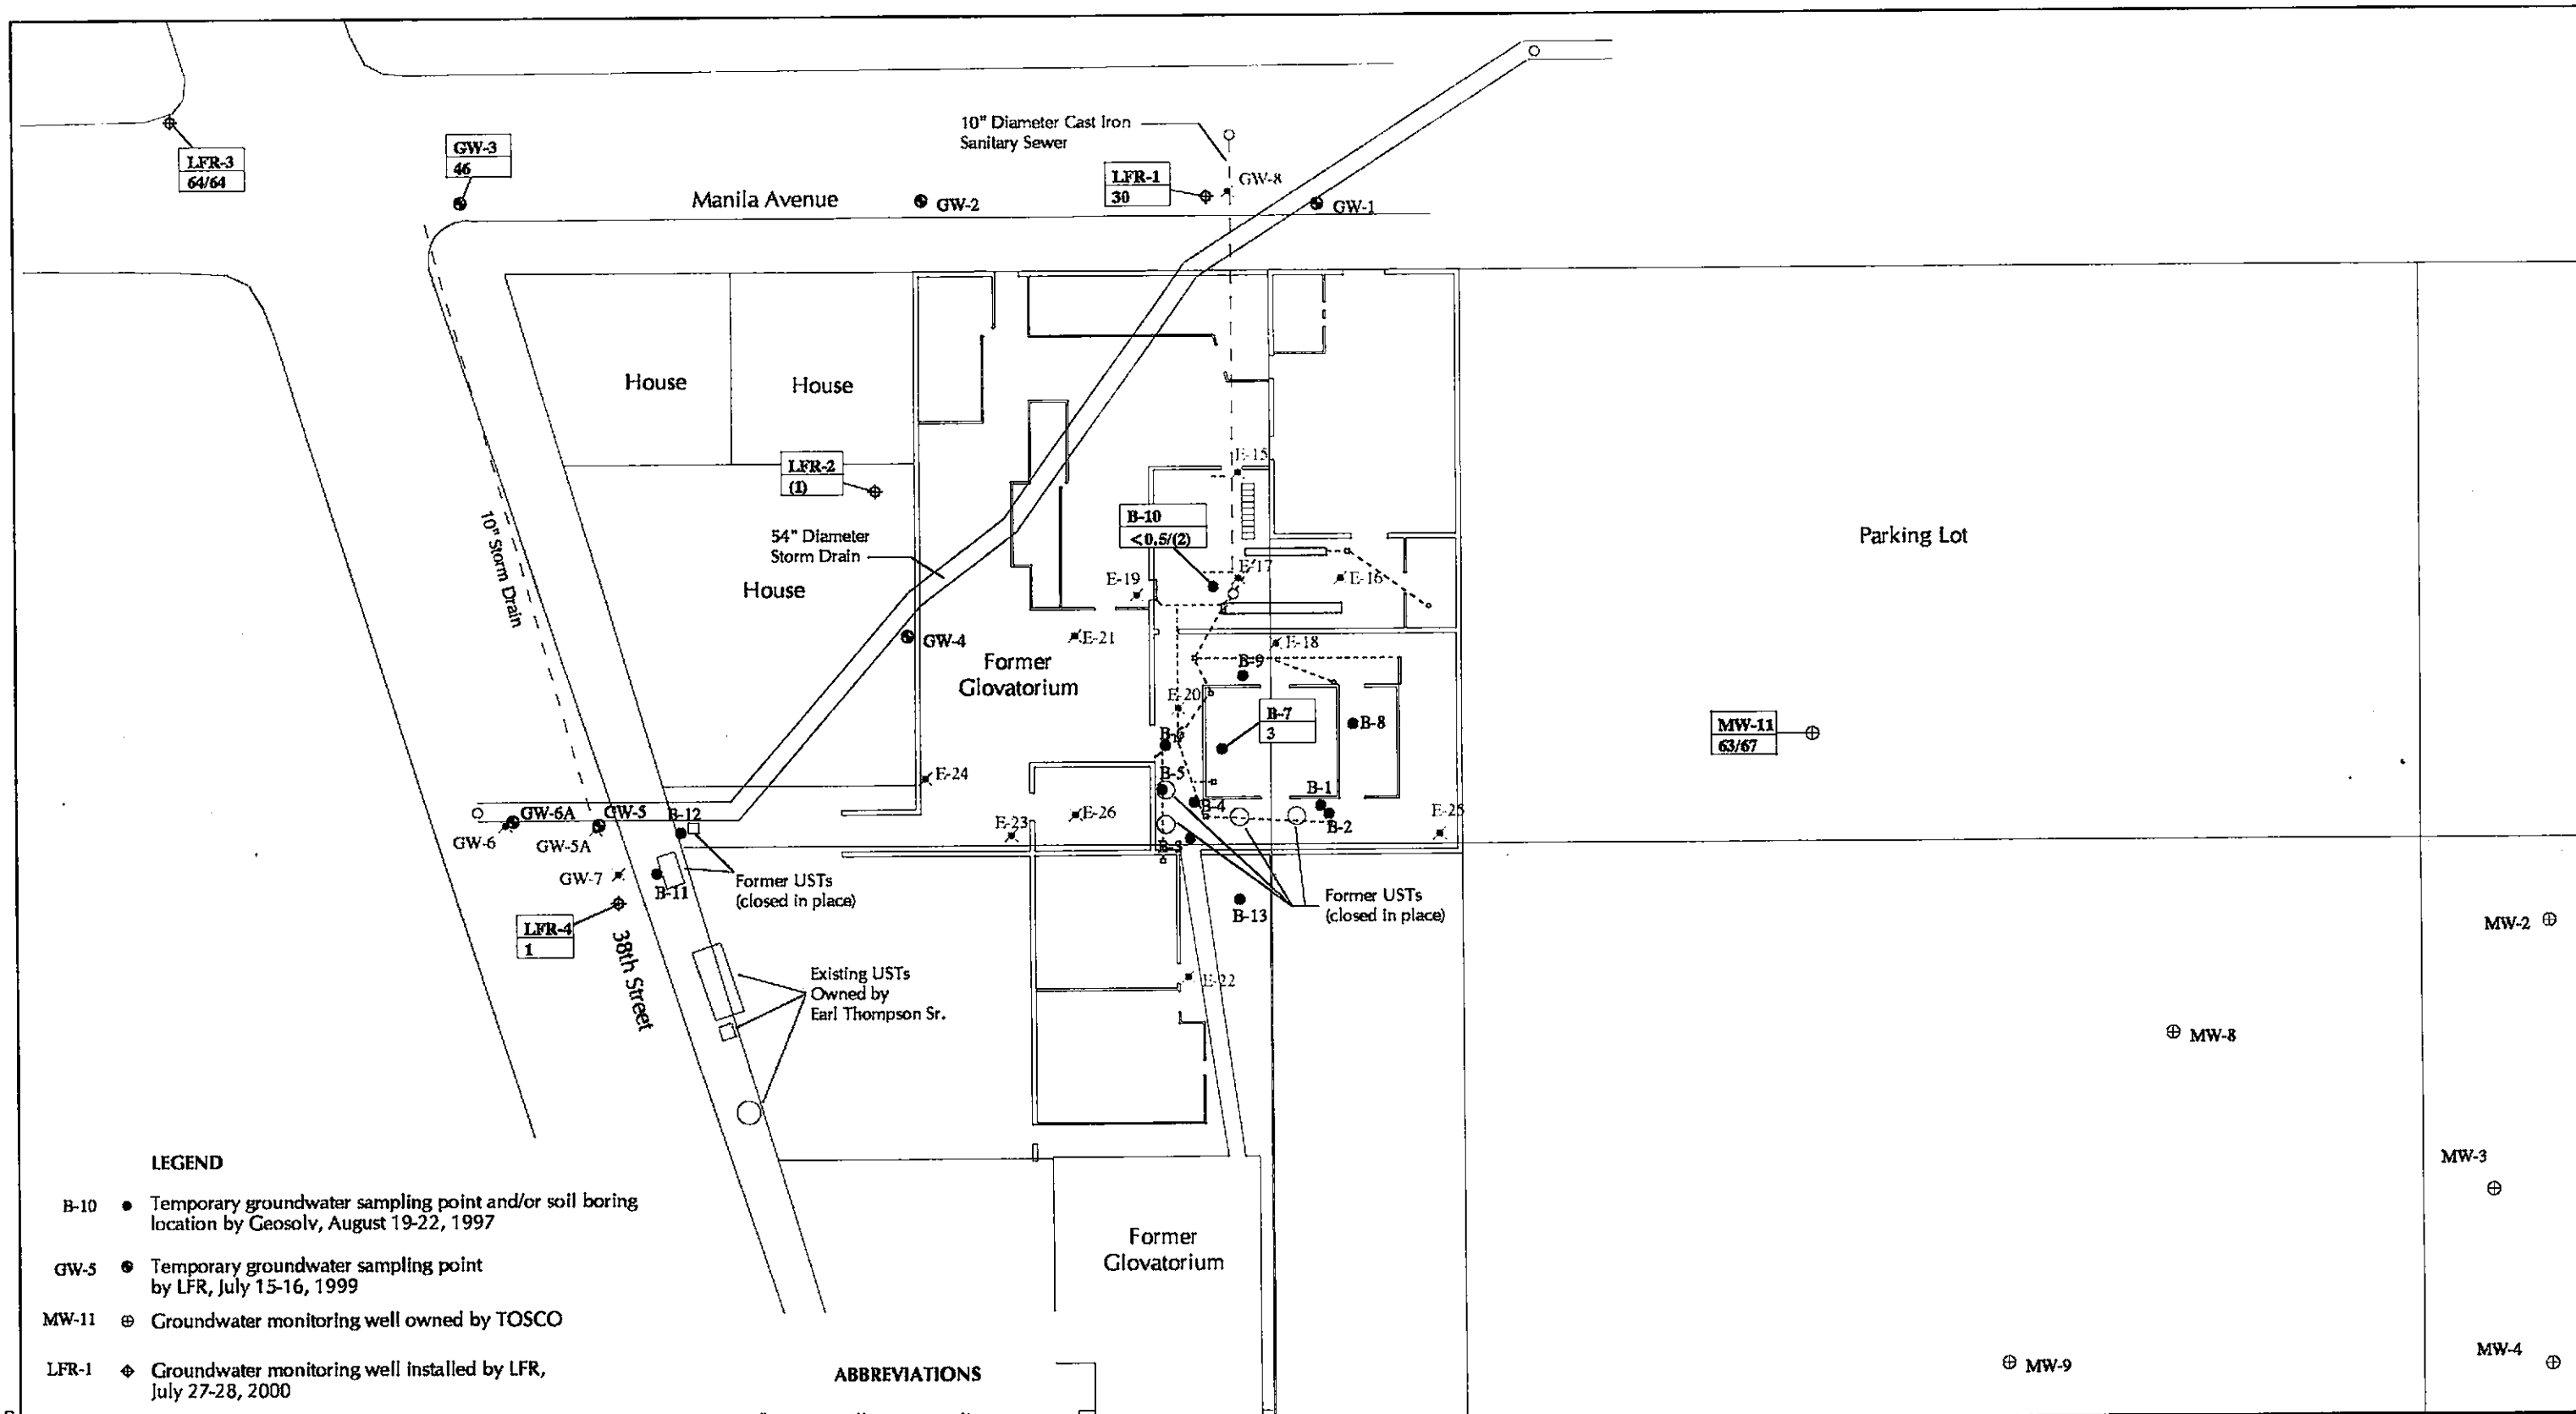 10" Diameter Cast Iron
Sanitary Sewer
LFR-3
64/64
GW-3
46
Manila Avenue
GW-2
LFR-1
30
GW-8
GW-1
House
House
LFR-2
(1)
E-15
B-10
<0.5/(2)
54" Diameter
Storm Drain
10" Storm Drain
House
E-19
E-17
E-16
Parking Lot
GW-4
E-21
E-18
Former
Glovatorium
B-9
E-20
B-7
3
B-8
MW-11
63/67
B-6
E-24
B-5
B-4
B-1
B-2
E-25
GW-6A
GW-5
B-12
E-26
E-23
GW-6
GW-5A
B-3
GW-7
B-11
Former USTs
(closed in place)
B-13
Former USTs
(closed in place)
LFR-4
1
38th Street
MW-2
Existing USTs
Owned by
Earl Thompson Sr.
E-22
MW-8
LEGEND
MW-3
B-10 Temporary groundwater sampling point and/or soil boring
location by Geosolv, August 19-22, 1997
Former
Glovatorium
GW-5 Temporary groundwater sampling point
by LFR, July 15-16, 1999
MW-11 Groundwater monitoring well owned by TOSCO
MW-9
MW-4
LFR-1 Groundwater monitoring well installed by LFR,
July 27-28, 2000
ABBREVIATIONS